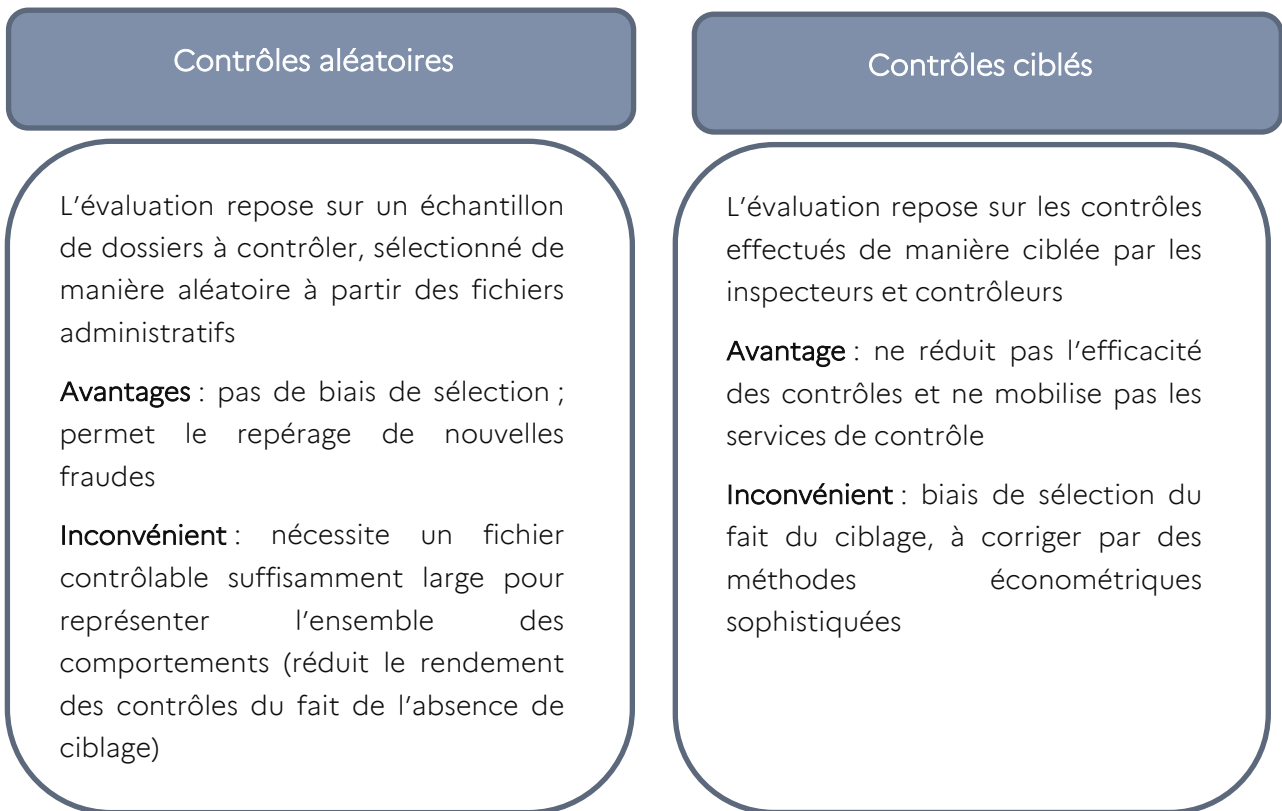 Contrôles aléatoires
L'évaluation repose sur un échantillon
de dossiers à contrôler, sélectionné de
manière aléatoire à partir des fichiers
administratifs
Avantages : pas de biais de sélection ;
permet le repérage de nouvelles
fraudes
Inconvénient : nécessite un fichier
contrôlable suffisamment large pour
représenter l'ensemble des
comportements (réduit le rendement
des contrôles du fait de l'absence de
ciblage)
Contrôles ciblés
L'évaluation repose sur les contrôles
effectués de manière ciblée par les
inspecteurs et contrôleurs
Avantage : ne réduit pas l'efficacité
des contrôles et ne mobilise pas les
services de contrôle
Inconvénient : biais de sélection du
fait du ciblage, à corriger par des
méthodes économétriques
sophistiquées